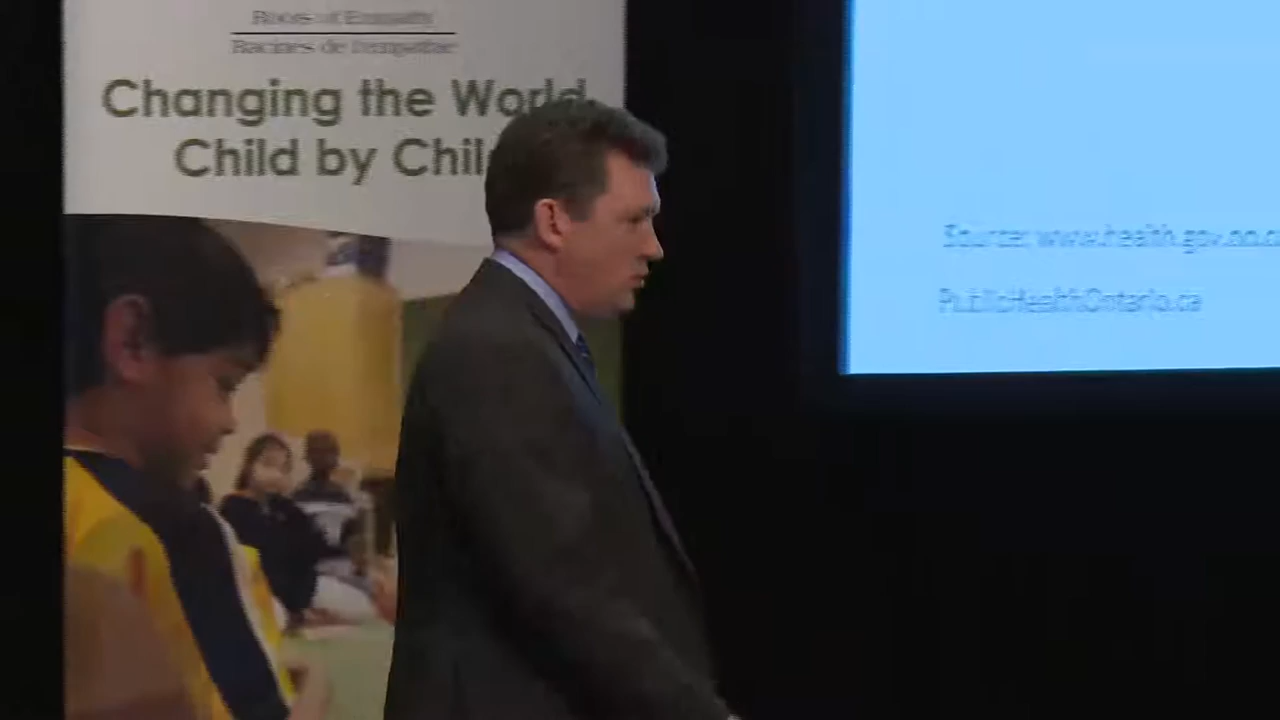 Roots of Empathy
Racines de l'empathie
Changing the World
Child by Chil
Source: www.health.gov.on.c
PublicHealthOntario.ca